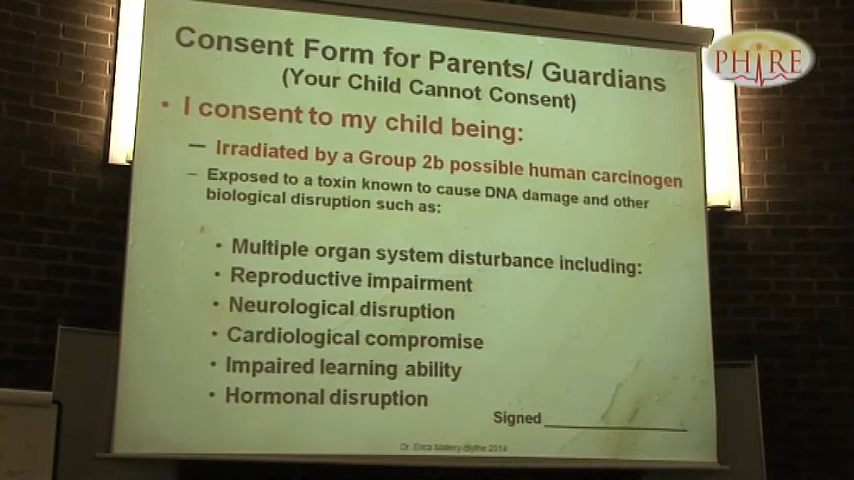 PHIRE
Consent Form for Parents/ Guardians
(Your Child Cannot Consent)
• I consent to my child being:
– Irradiated by a Group 2b possible human carcinogen
– Exposed to a toxin known to cause DNA damage and other
biological disruption such as:
• Multiple organ system disturbance including:
• Reproductive impairment
• Neurological disruption
• Cardiological compromise
• Impaired learning ability
• Hormonal disruption
Signed
Dr. Erica Mallery-Blythe 2014